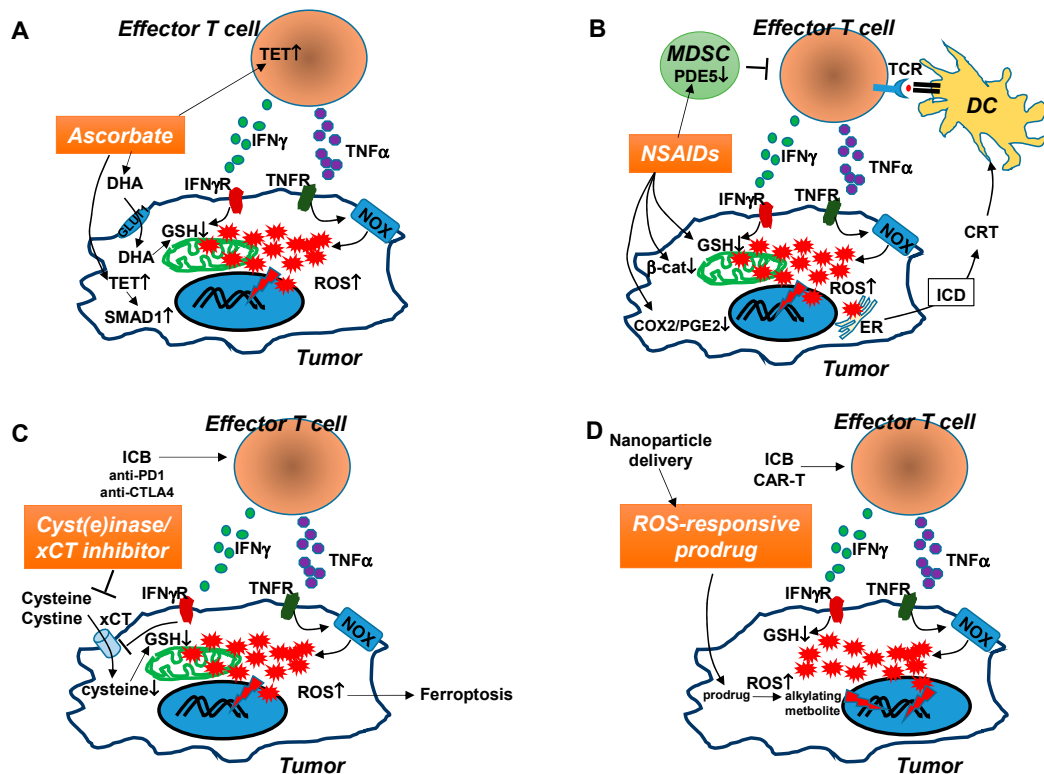 A
Effector T cell
TET↑
Ascorbate
IFNγ
TNFα
DHA
IFNγR
TNFR
GLUT1
GSH↓
NOX
DHA
TET↑
ROS↑
SMAD1↑
Tumor
B
Effector T cell
MDSC
PDE5↓
TCR
DC
NSAIDs
IFNγ
TNFα
IFNγR
TNFR
GSH↓
NOX
CRT
β-cat↓
ROS↑
ICD
COX2/PGE2↓
ER
Tumor
C
Effector T cell
ICB
anti-PD1
anti-CTLA4
Cyst(e)inase/
xCT inhibitor
IFNγ
TNFα
Cysteine
Cystine
xCT
IFNγR
TNFR
GSH↓
NOX
cysteine↓
ROS↑
Ferroptosis
Tumor
D
Effector T cell
Nanoparticle
delivery
ICB
CAR-T
ROS-responsive
prodrug
IFNγ
TNFα
IFNγR
TNFR
GSH↓
NOX
ROS↑
prodrug
alkylating
metbolite
Tumor